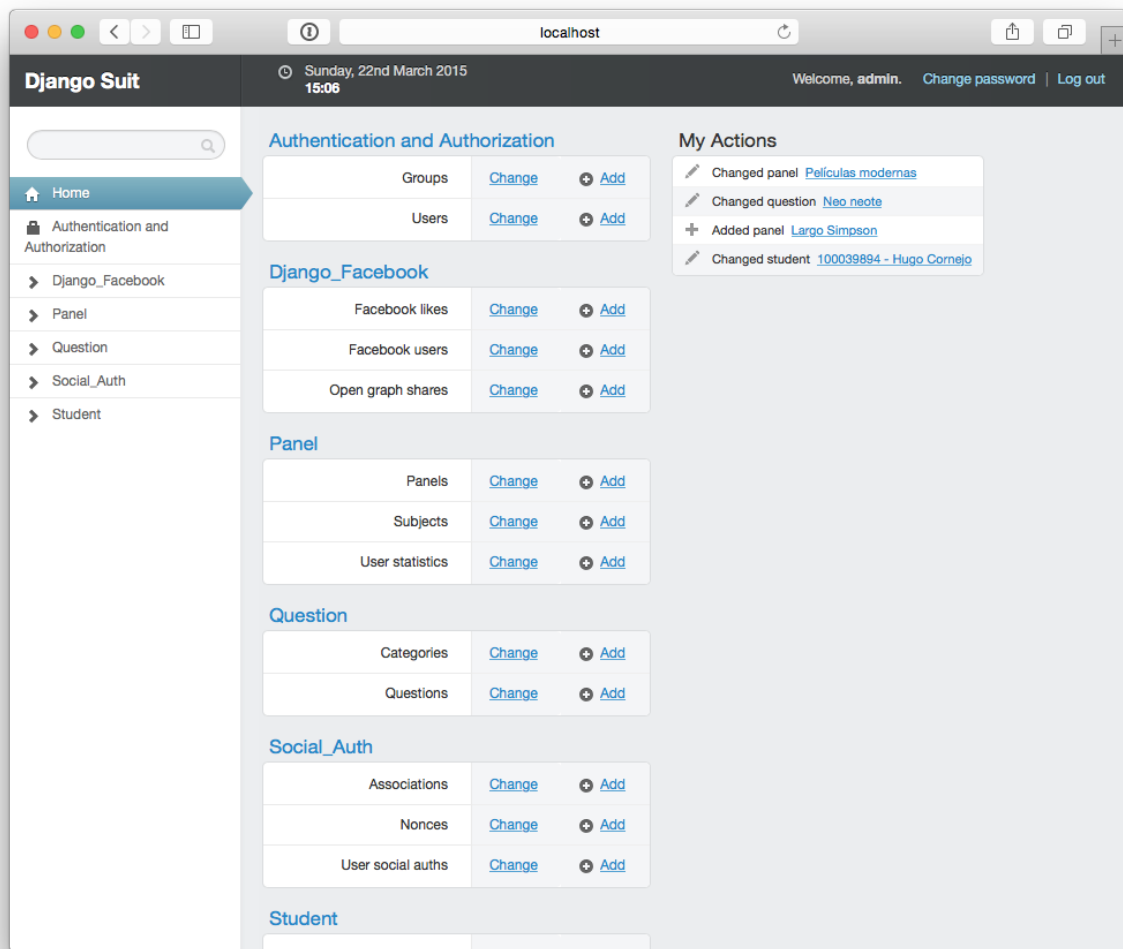 localhost
Django Suit
Sunday, 22nd March 2015
15:06
Welcome, admin. Change password | Log out
Home
Authentication and
Authorization
Django_Facebook
Panel
Question
Social_Auth
Student
Authentication and Authorization
Groups Change Add
Users Change Add
Django_Facebook
Facebook likes Change Add
Facebook users Change Add
Open graph shares Change Add
Panel
Panels Change Add
Subjects Change Add
User statistics Change Add
Question
Categories Change Add
Questions Change Add
Social_Auth
Associations Change Add
Nonces Change Add
User social auths Change Add
Student
My Actions
Changed panel Películas modernas
Changed question Neo neote
Added panel Largo Simpson
Changed student 100039894 - Hugo Cornejo